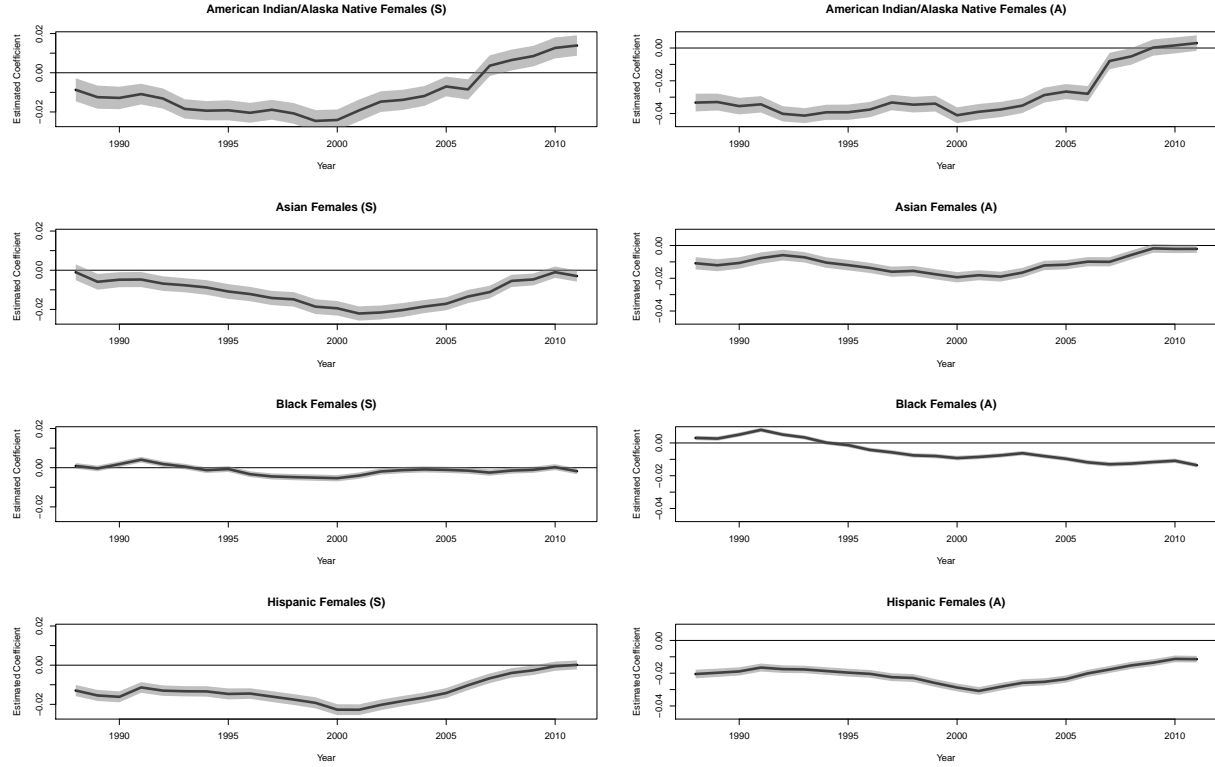 American Indian/Alaska Native Females (S)
Estimated Coefficient
0.02
0.00
−0.02
1990 1995 2000 2005 2010
Year
American Indian/Alaska Native Females (A)
Estimated Coefficient
0.00
−0.02
−0.04
1990 1995 2000 2005 2010
Year
Asian Females (S)
Estimated Coefficient
0.02
0.00
−0.02
1990 1995 2000 2005 2010
Year
Asian Females (A)
Estimated Coefficient
0.00
−0.02
−0.04
1990 1995 2000 2005 2010
Year
Black Females (S)
Estimated Coefficient
0.02
0.00
−0.02
1990 1995 2000 2005 2010
Year
Black Females (A)
Estimated Coefficient
0.00
−0.02
−0.04
1990 1995 2000 2005 2010
Year
Hispanic Females (S)
Estimated Coefficient
0.02
0.00
−0.02
1990 1995 2000 2005 2010
Year
Hispanic Females (A)
Estimated Coefficient
0.00
−0.02
−0.04
1990 1995 2000 2005 2010
Year